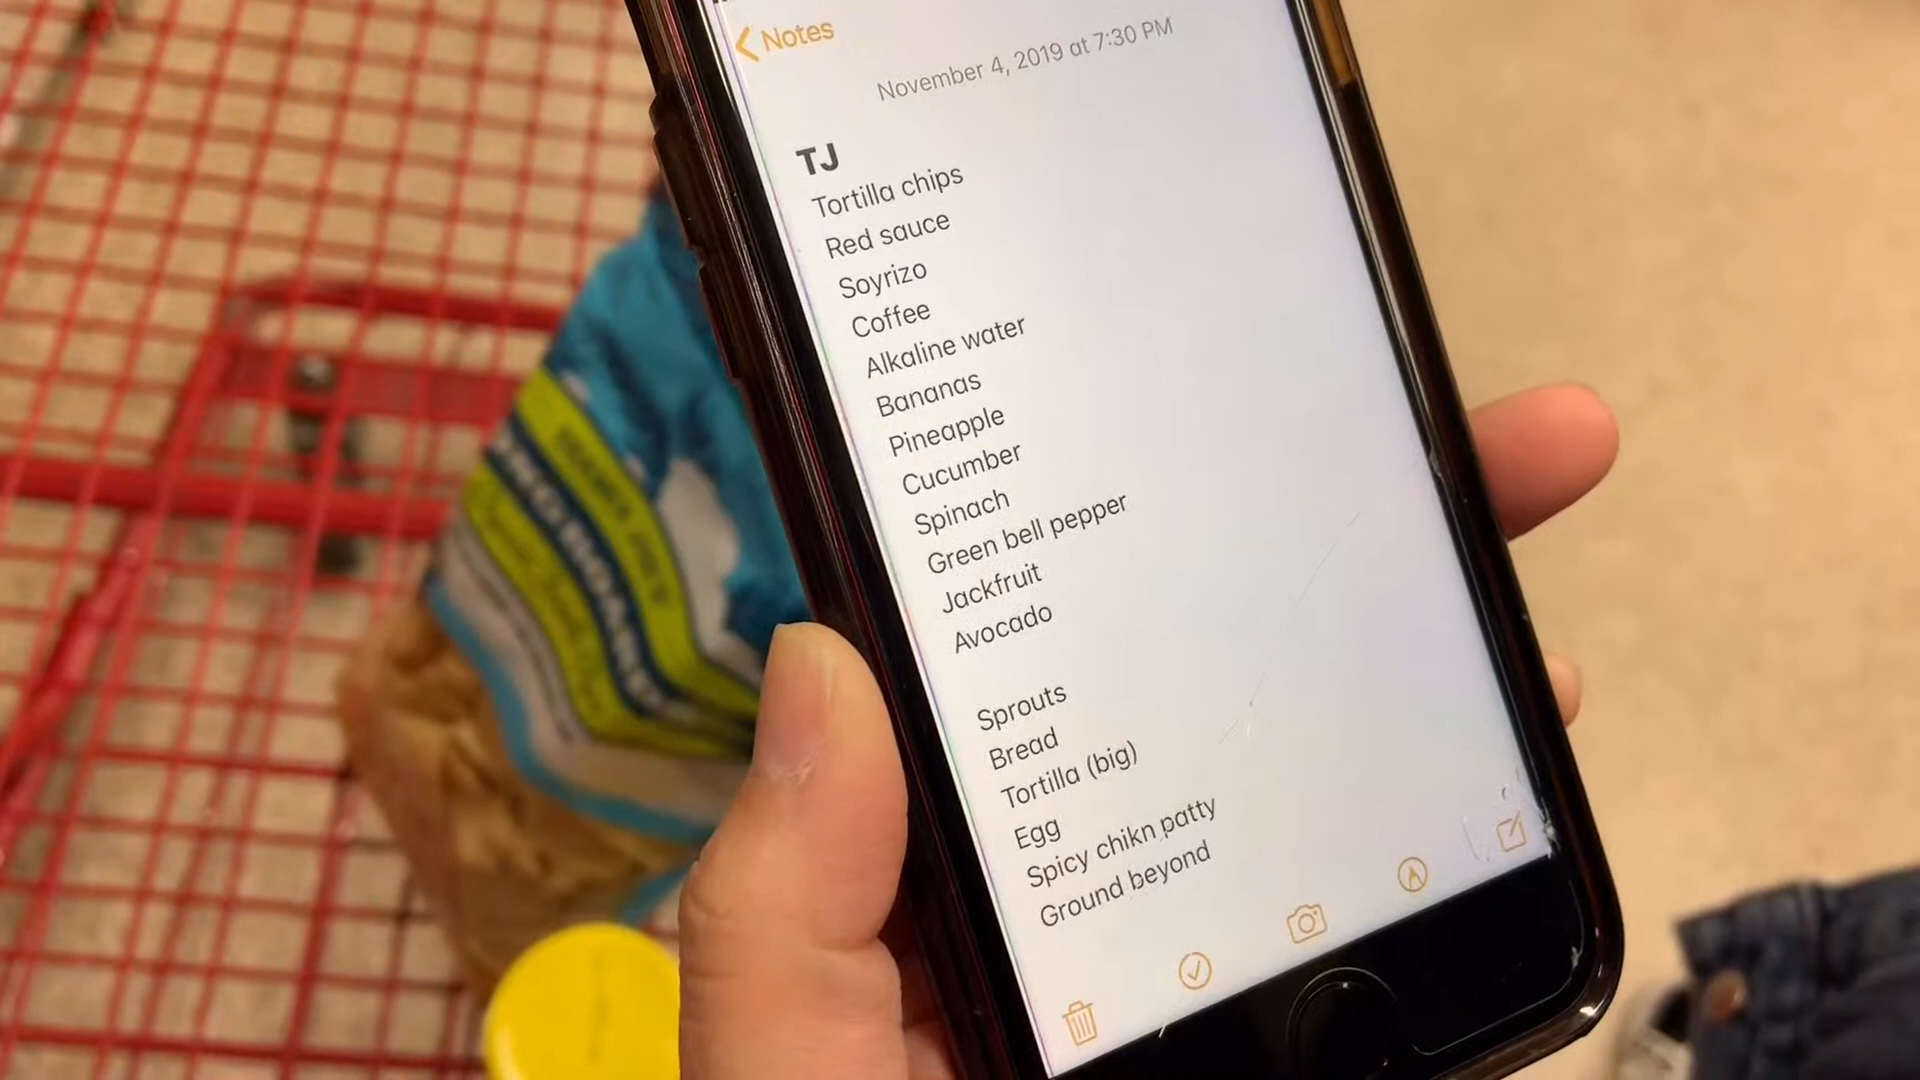 Notes
November 4, 2019 at 7:30 PM
TJ
Tortilla chips
Red sauce
Soyrizo
Coffee
Alkaline water
Bananas
Pineapple
Cucumber
Spinach
Green bell pepper
Jackfruit
Avocado
Sprouts
Bread
Tortilla (big)
Egg
Spicy chikn patty
Ground beyond